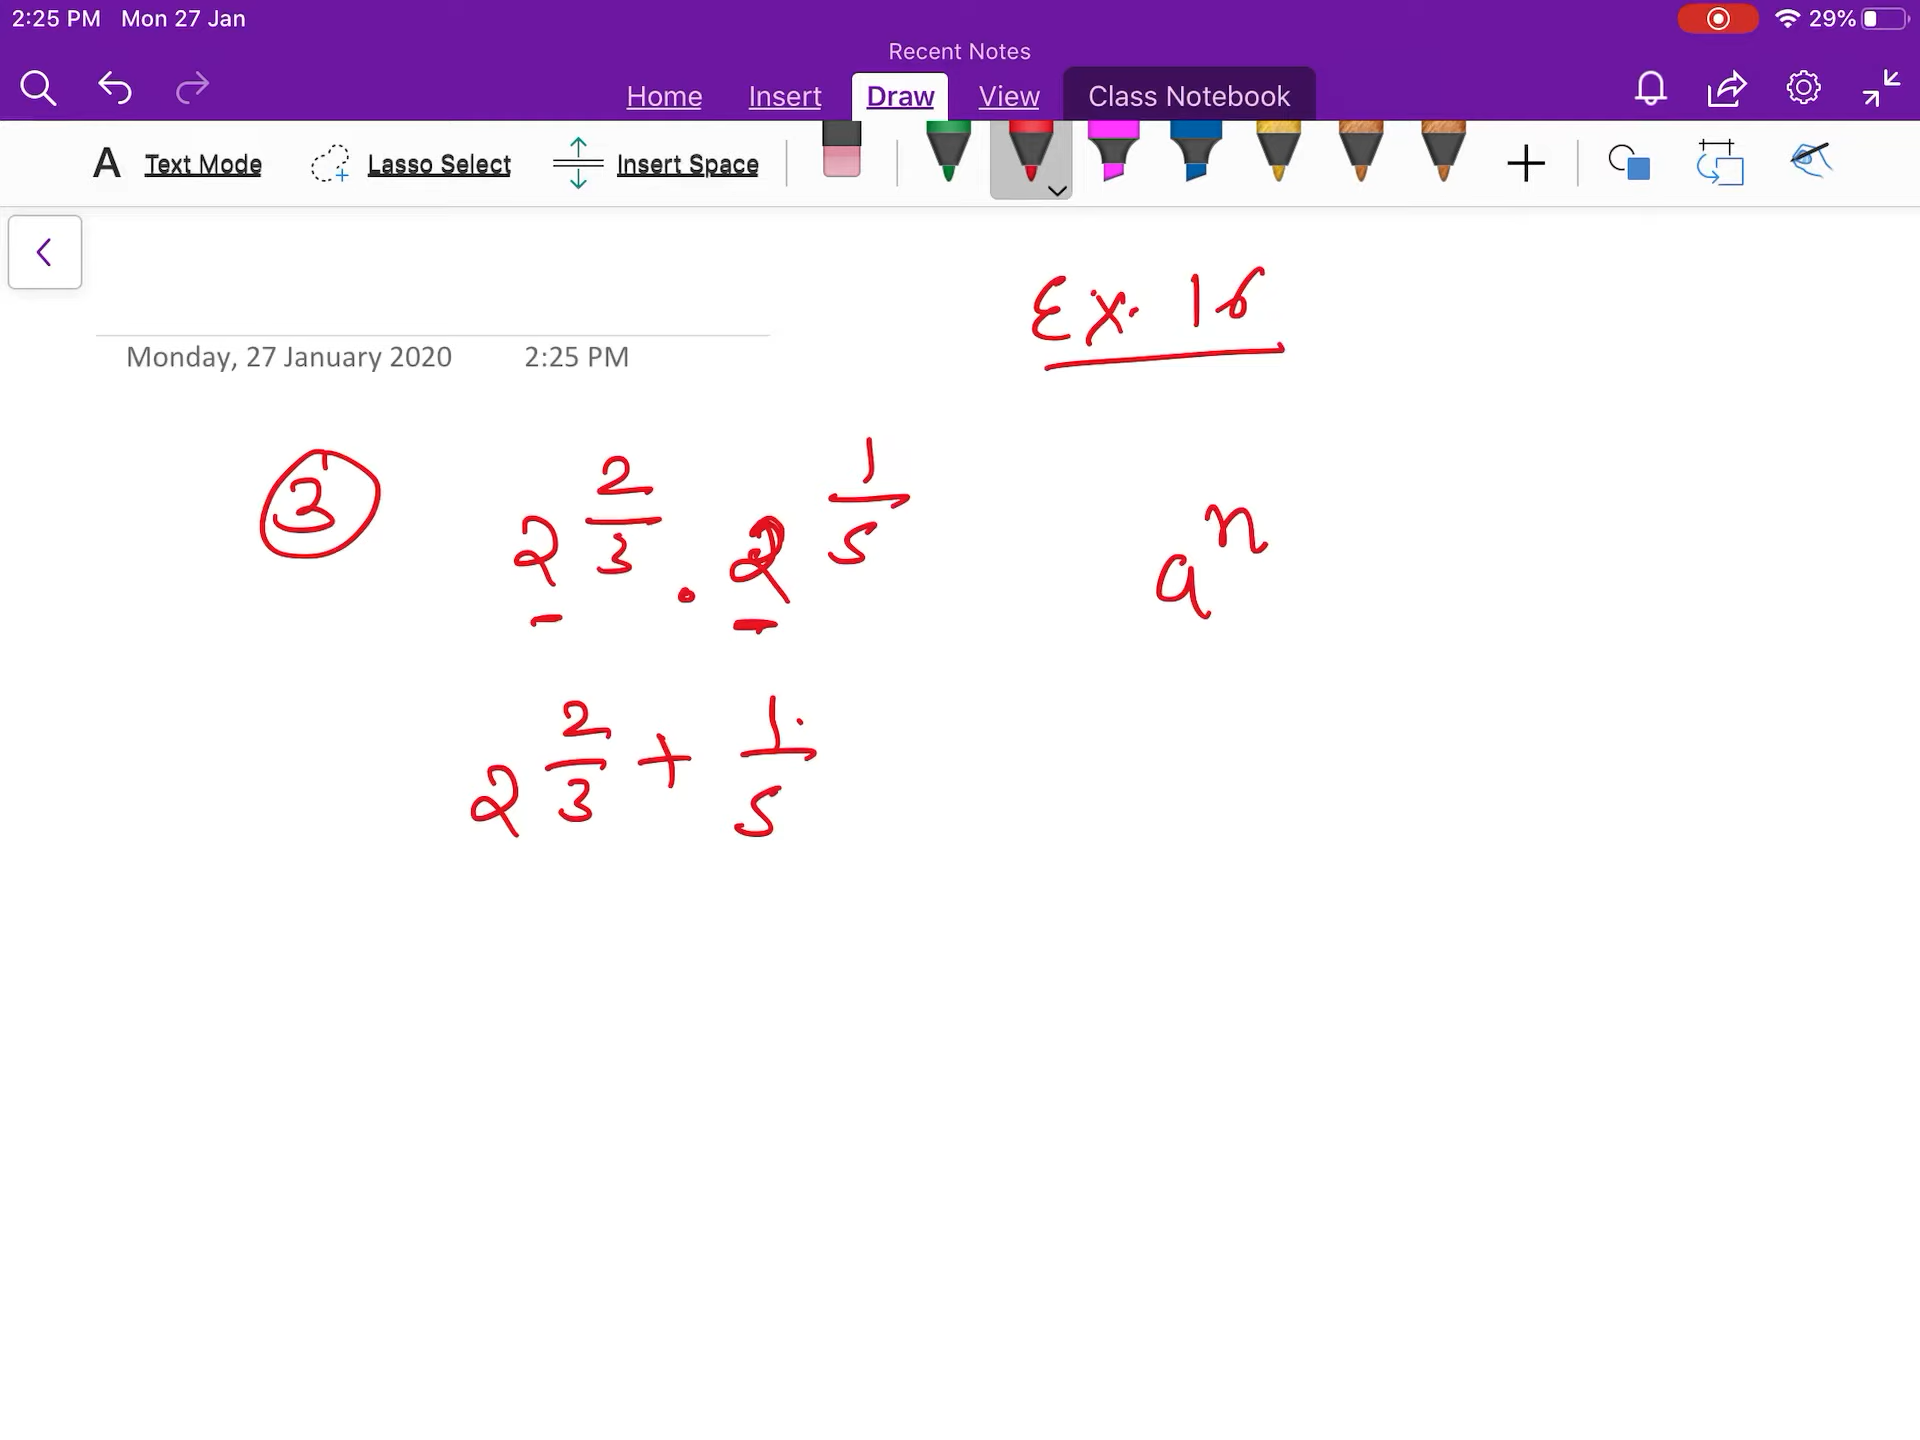 2:25 PM Mon 27 Jan 29%
Recent Notes
Home Insert Draw View Class Notebook
A Text Mode Lasso Select Insert Space
Ex. 16
Monday, 27 January 2020 2:25 PM
3 2^(2/3) . 2^(1/5) a^n
2^(2/3 + 1/5)